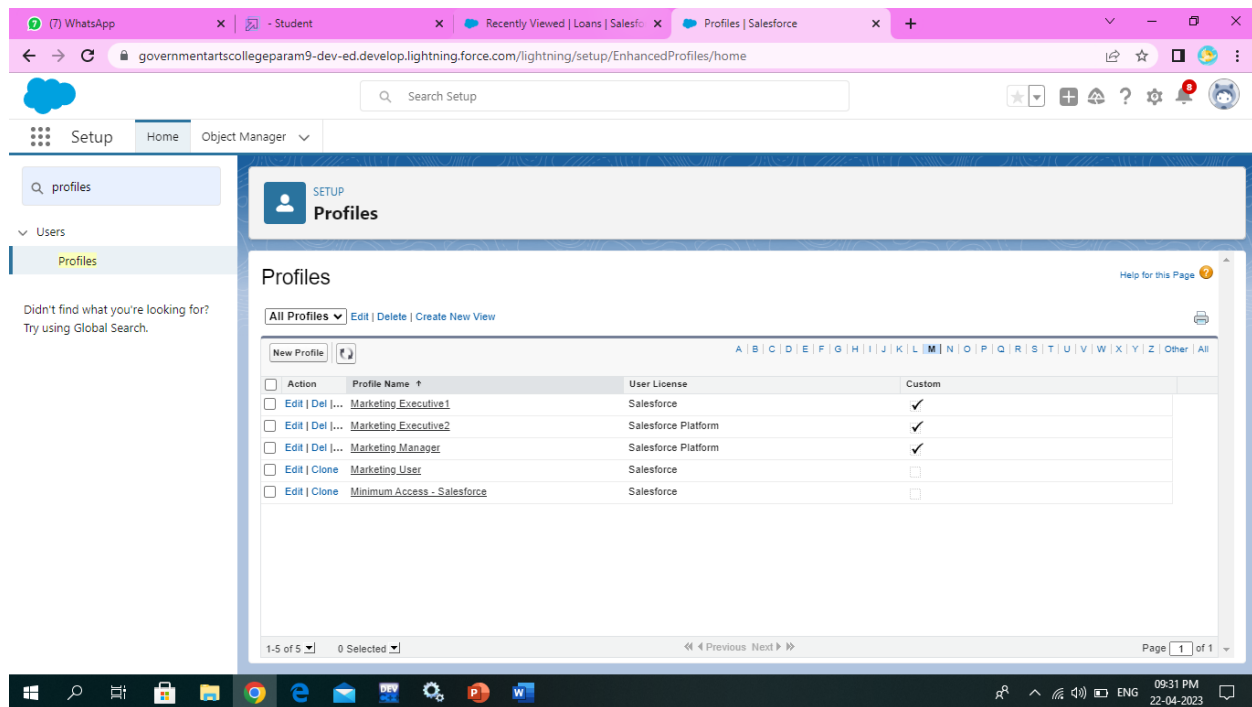 (7) WhatsApp
- Student
Recently Viewed | Loans | Salesfo
Profiles | Salesforce
governmentartscollegeparam9-dev-ed.develop.lightning.force.com/lightning/setup/EnhancedProfiles/home
Search Setup
8
Setup
Home
Object Manager
profiles
Users
Profiles
Didn't find what you're looking for?
Try using Global Search.
SETUP
Profiles
Profiles
Help for this Page ?
All Profiles Edit | Delete | Create New View
New Profile
A | B | C | D | E | F | G | H | I | J | K | L | M | N | O | P | Q | R | S | T | U | V | W | X | Y | Z | Other | All
Action Profile Name ↑ User License Custom
Edit | Del |... Marketing Executive1 Salesforce ✓
Edit | Del |... Marketing Executive2 Salesforce Platform ✓
Edit | Del |... Marketing Manager Salesforce Platform ✓
Edit | Clone Marketing User Salesforce
Edit | Clone Minimum Access - Salesforce Salesforce
1-5 of 5 0 Selected Previous Next Page 1 of 1
DEV
ENG
09:31 PM
22-04-2023